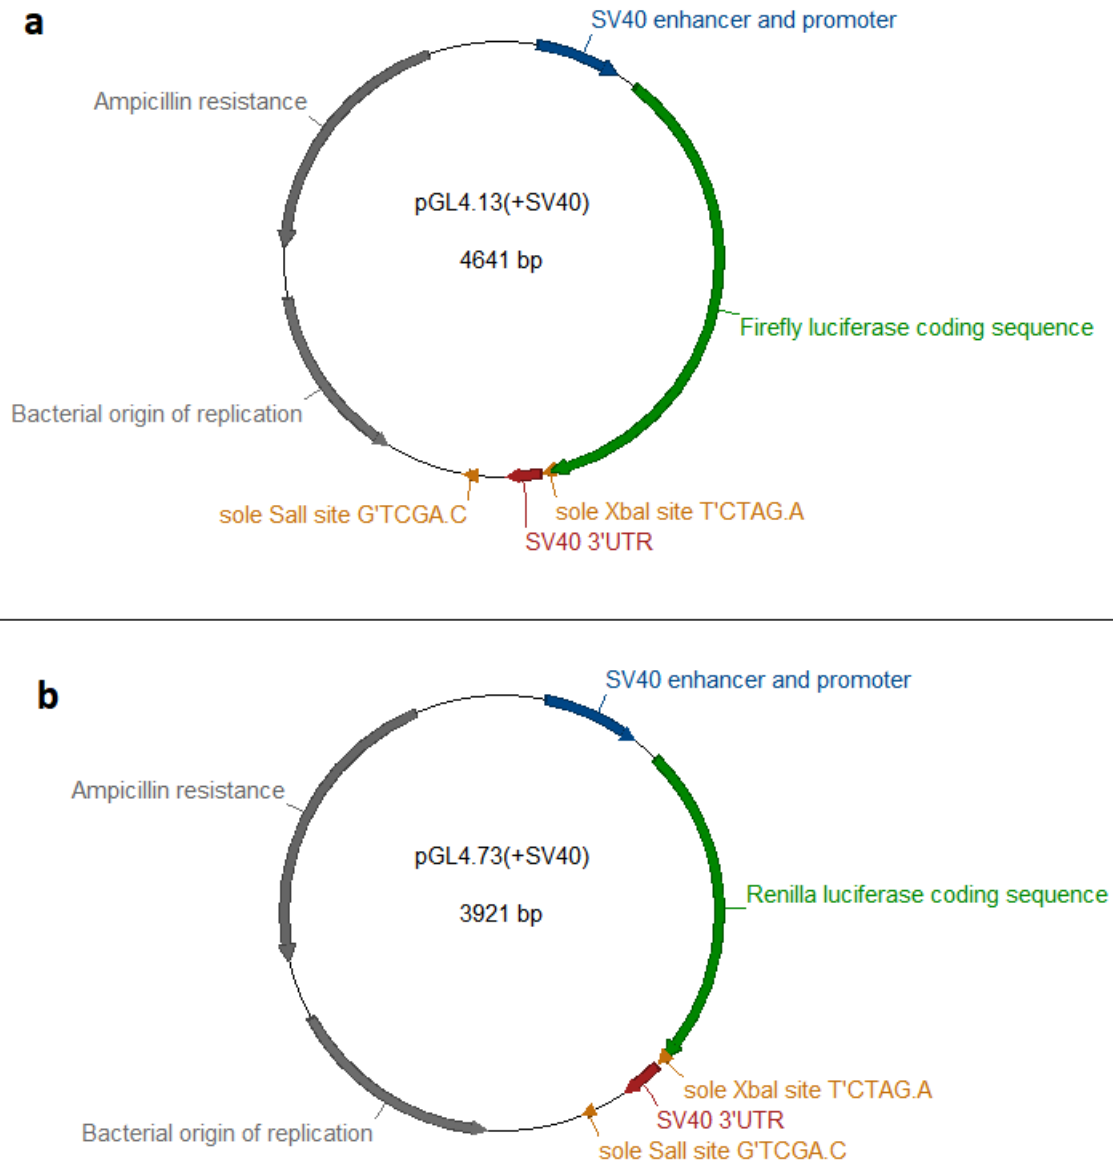 a
SV40 enhancer and promoter
Ampicillin resistance
pGL4.13(+SV40)
4641 bp
Firefly luciferase coding sequence
Bacterial origin of replication
sole SalI site G'TCGA.C
sole XbaI site T'CTAG.A
SV40 3'UTR
b
SV40 enhancer and promoter
Ampicillin resistance
pGL4.73(+SV40)
3921 bp
Renilla luciferase coding sequence
sole XbaI site T'CTAG.A
SV40 3'UTR
Bacterial origin of replication
sole SalI site G'TCGA.C